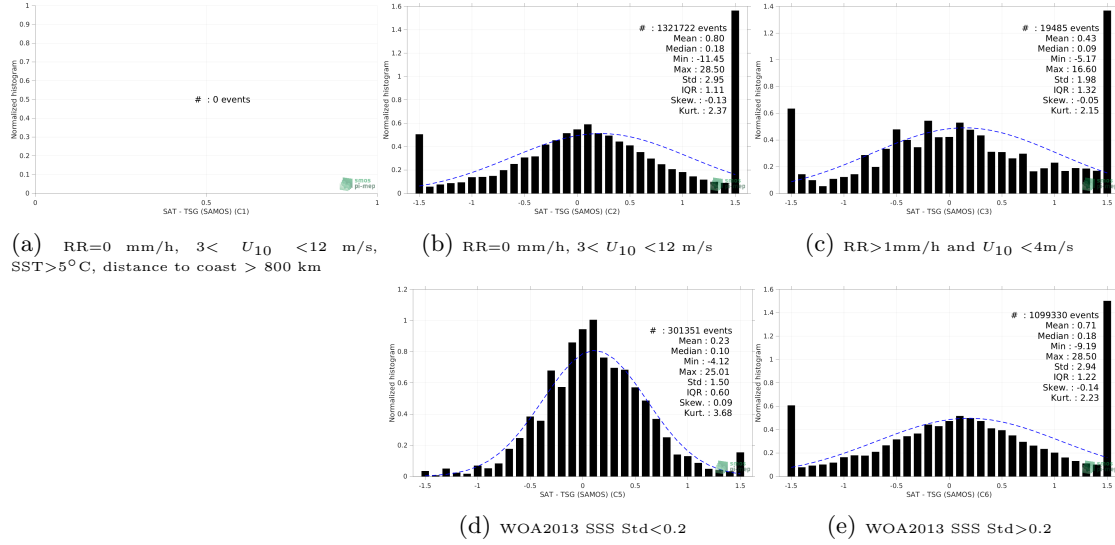 1
0.9
0.8
0.7
0.6
0.5
0.4
0.3
0.2
0.1
0
0 0.5 1
Normalized histogram
# : 0 events
SAT - TSG (SAMOS) (C1)
smos
pi-mep
(a) RR=0 mm/h, 3< U10 <12 m/s,
SST>5°C, distance to coast > 800 km
1.6
1.4
1.2
1
0.8
0.6
0.4
0.2
0
-1.5 -1 -0.5 0 0.5 1 1.5
Normalized histogram
# : 1321722 events
Mean : 0.80
Median : 0.18
Min : -11.45
Max : 28.50
Std : 2.95
IQR : 1.11
Skew. : -0.13
Kurt. : 2.37
SAT - TSG (SAMOS) (C2)
smos
pi-mep
(b) RR=0 mm/h, 3< U10 <12 m/s
1.4
1.2
1
0.8
0.6
0.4
0.2
0
-1.5 -1 -0.5 0 0.5 1 1.5
Normalized histogram
# : 19485 events
Mean : 0.43
Median : 0.09
Min : -5.17
Max : 16.60
Std : 1.98
IQR : 1.32
Skew. : -0.05
Kurt. : 2.15
SAT - TSG (SAMOS) (C3)
smos
pi-mep
(c) RR>1mm/h and U10 <4m/s
1.2
1
0.8
0.6
0.4
0.2
0
-1.5 -1 -0.5 0 0.5 1 1.5
Normalized histogram
# : 301351 events
Mean : 0.23
Median : 0.10
Min : -4.12
Max : 25.01
Std : 1.50
IQR : 0.60
Skew. : 0.09
Kurt. : 3.68
SAT - TSG (SAMOS) (C5)
smos
pi-mep
(d) WOA2013 SSS Std<0.2
1.6
1.4
1.2
1
0.8
0.6
0.4
0.2
0
-1.5 -1 -0.5 0 0.5 1 1.5
Normalized histogram
# : 1099330 events
Mean : 0.71
Median : 0.18
Min : -9.19
Max : 28.50
Std : 2.94
IQR : 1.22
Skew. : -0.14
Kurt. : 2.23
SAT - TSG (SAMOS) (C6)
smos
pi-mep
(e) WOA2013 SSS Std>0.2